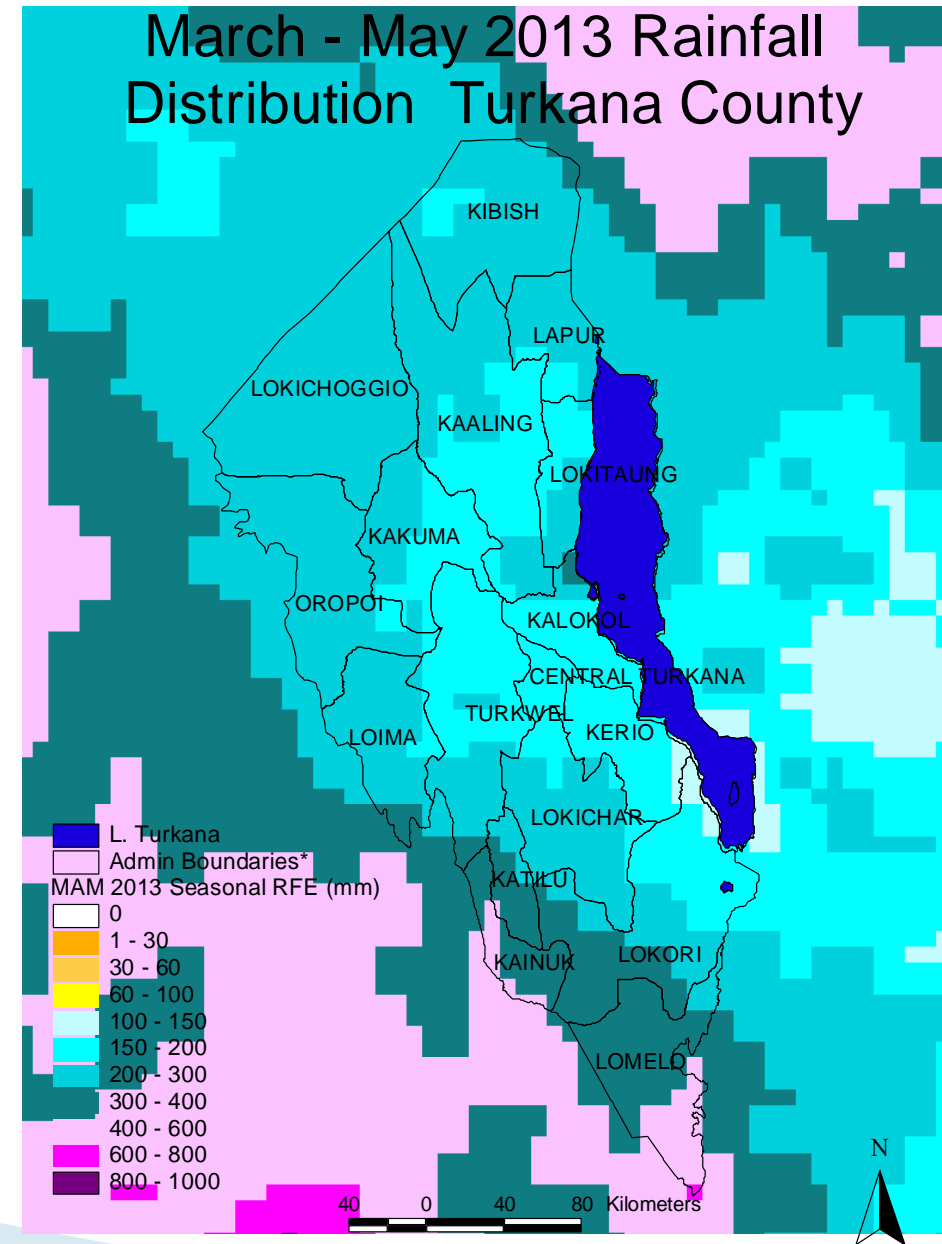 March - May 2013 Rainfall
Distribution Turkana County
KIBISH
LAPUR
LOKICHOGGIO
KAALING
LOKITAUNG
KAKUMA
OROPOI
KALOKOL
CENTRAL TURKANA
TURKWEL
KERIO
LOIMA
LOKICHAR
KATILU
LOKORI
KAINUK
LOMELO
L. Turkana
Admin Boundaries*
MAM 2013 Seasonal RFE (mm)
0
1 - 30
30 - 60
60 - 100
100 - 150
150 - 200
200 - 300
300 - 400
400 - 600
600 - 800
800 - 1000
40 0 40 80 Kilometers
N